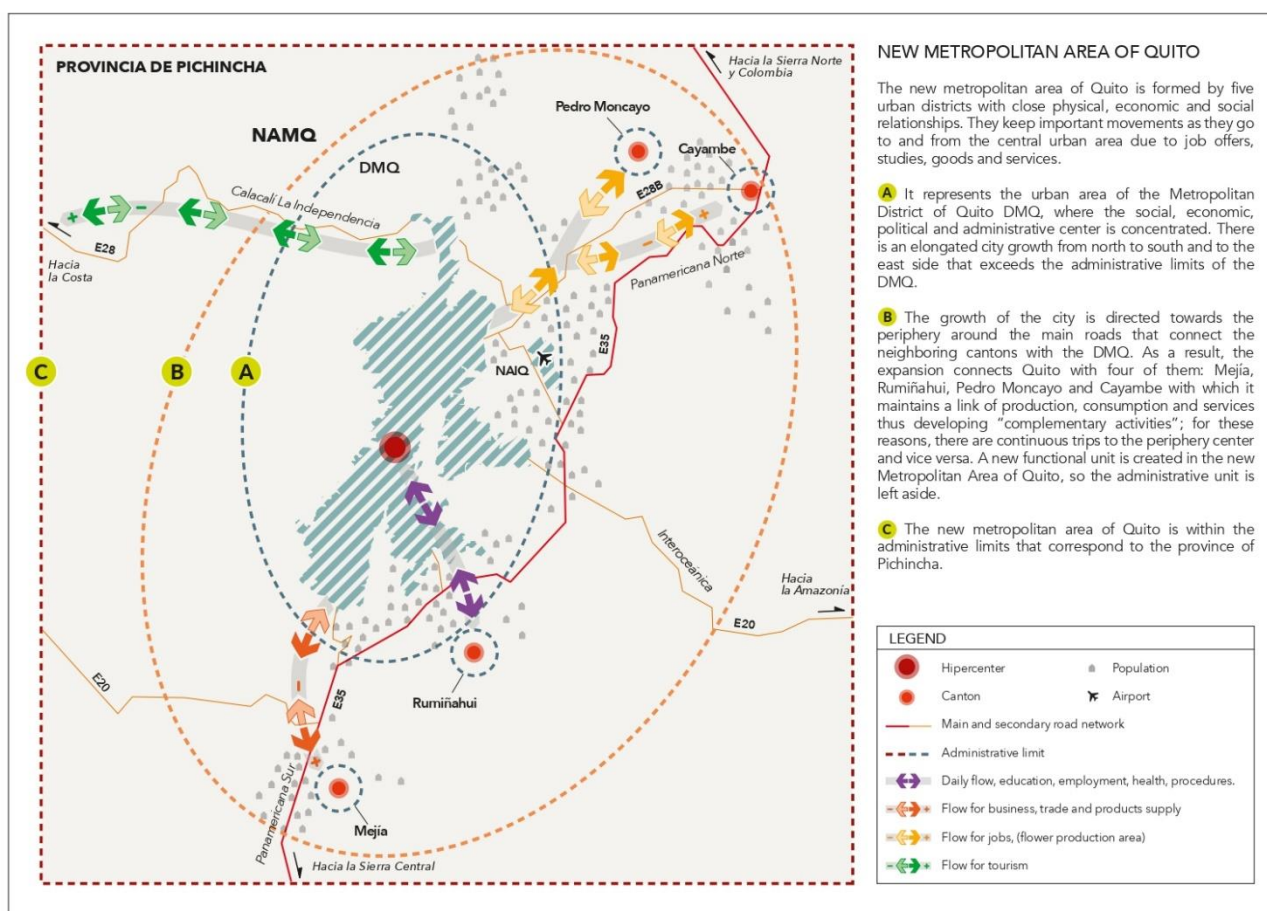 PROVINCIA DE PICHINCHA
Hacia la Sierra Norte
y Colombia
Pedro Moncayo
NAMQ
Cayambe
DMQ
E28B
Calacalí La Independencia
+
-
-
+
E28
Panamericana Norte
Hacia
la Costa
E35
NAIQ
C
B
A
Interoceánica
Hacia
la Amazonía
E20
E20
-
E35
Rumiñahui
+
Panamericana Sur
Mejía
Hacia la Sierra Central
NEW METROPOLITAN AREA OF QUITO
The new metropolitan area of Quito is formed by five
urban districts with close physical, economic and social
relationships. They keep important movements as they go
to and from the central urban area due to job offers,
studies, goods and services.
A It represents the urban area of the Metropolitan
District of Quito DMQ, where the social, economic,
political and administrative center is concentrated. There
is an elongated city growth from north to south and to the
east side that exceeds the administrative limits of the
DMQ.
B The growth of the city is directed towards the
periphery around the main roads that connect the
neighboring cantons with the DMQ. As a result, the
expansion connects Quito with four of them: Mejía,
Rumiñahui, Pedro Moncayo and Cayambe with which it
maintains a link of production, consumption and services
thus developing “complementary activities”; for these
reasons, there are continuous trips to the periphery center
and vice versa. A new functional unit is created in the new
Metropolitan Area of Quito, so the administrative unit is
left aside.
C The new metropolitan area of Quito is within the
administrative limits that correspond to the province of
Pichincha.
LEGEND
Hipercenter
Population
Canton
Airport
Main and secondary road network
Administrative limit
Daily flow, education, employment, health, procedures.
- + Flow for business, trade and products supply
- + Flow for jobs, (flower production area)
- + Flow for tourism